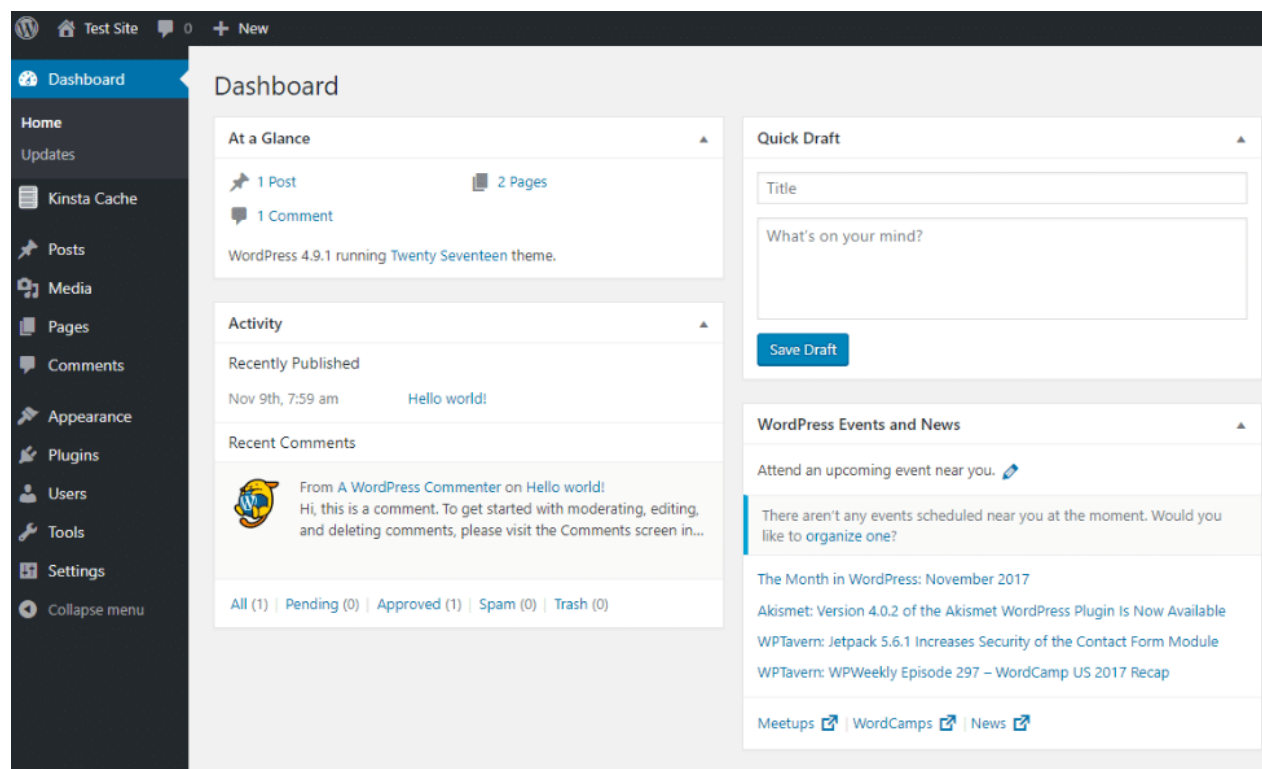 Test Site 0 New
Dashboard
Home
Updates
Kinsta Cache
Posts
Media
Pages
Comments
Appearance
Plugins
Users
Tools
Settings
Collapse menu
Dashboard
At a Glance
1 Post 2 Pages
1 Comment
WordPress 4.9.1 running Twenty Seventeen theme.
Activity
Recently Published
Nov 9th, 7:59 am Hello world!
Recent Comments
From A WordPress Commenter on Hello world!
Hi, this is a comment. To get started with moderating, editing,
and deleting comments, please visit the Comments screen in...
All (1) | Pending (0) | Approved (1) | Spam (0) | Trash (0)
Quick Draft
Title
What's on your mind?
Save Draft
WordPress Events and News
Attend an upcoming event near you.
There aren't any events scheduled near you at the moment. Would you
like to organize one?
The Month in WordPress: November 2017
Akismet: Version 4.0.2 of the Akismet WordPress Plugin Is Now Available
WPTavern: Jetpack 5.6.1 Increases Security of the Contact Form Module
WPTavern: WPWeekly Episode 297 – WordCamp US 2017 Recap
Meetups | WordCamps | News